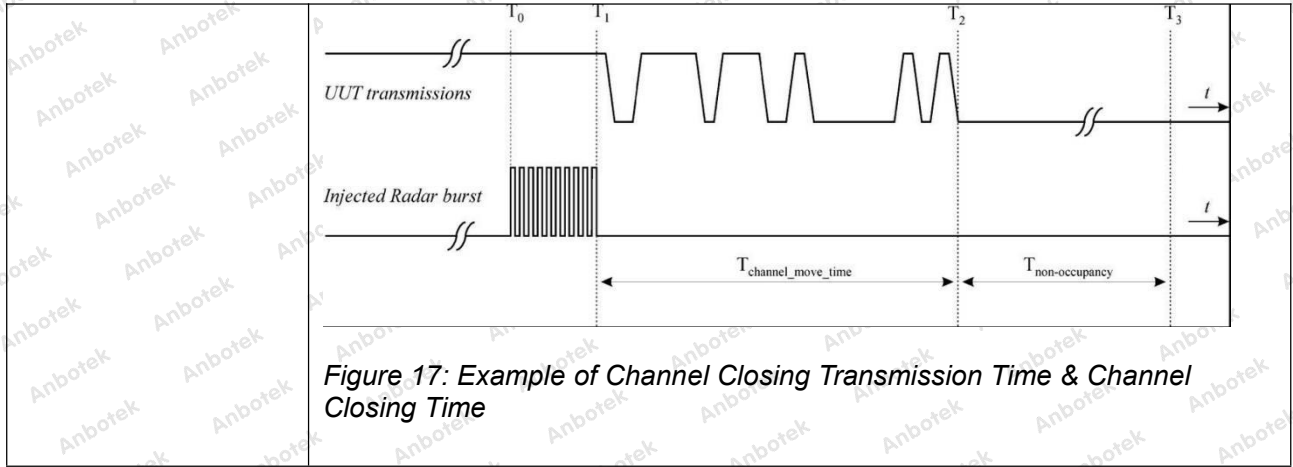 T0 T1 T2 T3
UUT transmissions
t
Injected Radar burst
t
Tchannel_move_time Tnon-occupancy
Figure 17: Example of Channel Closing Transmission Time & Channel
Closing Time
Anbotek